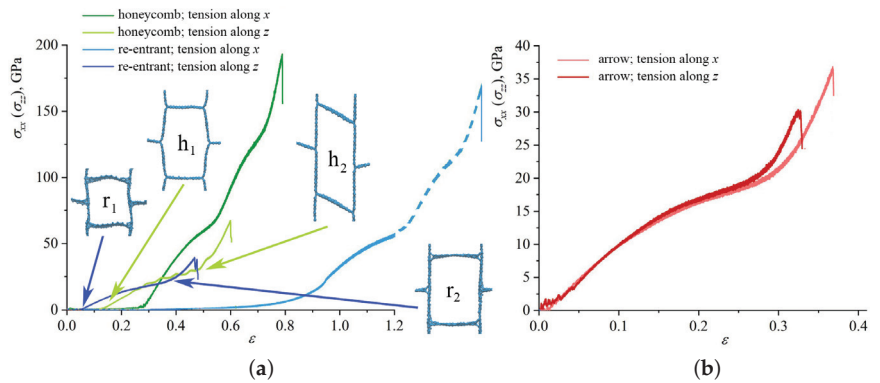 (a)
honeycomb; tension along x
honeycomb; tension along z
re-entrant; tension along x
re-entrant; tension along z
σxx (σzz), GPa
200
150
100
50
0
0.0 0.2 0.4 0.6 0.8 1.0 1.2
ε
r1
h1
h2
r2
(a)
(b)
arrow; tension along x
arrow; tension along z
σxx (σzz), GPa
40
35
30
25
20
15
10
5
0
0.0 0.1 0.2 0.3 0.4
ε
(b)